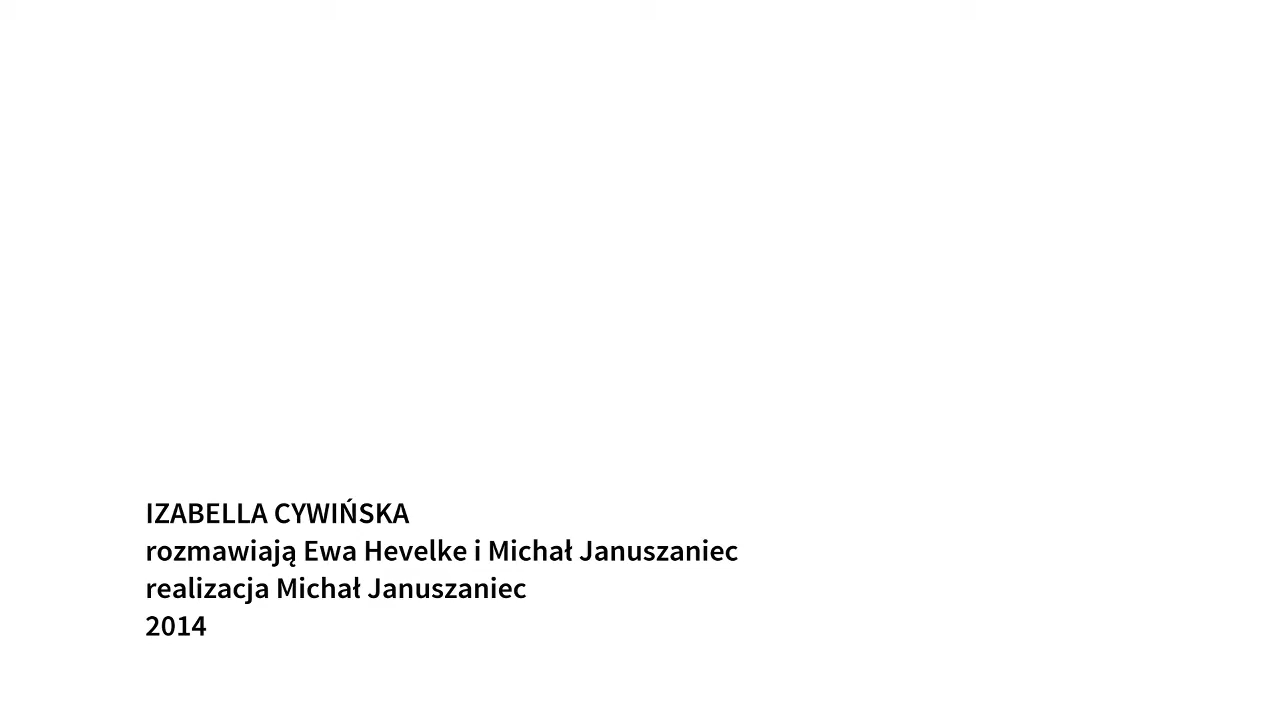 IZABELLA CYWIŃSKA
rozmawiają Ewa Hevelke i Michał Januszaniec
realizacja Michał Januszaniec
2014